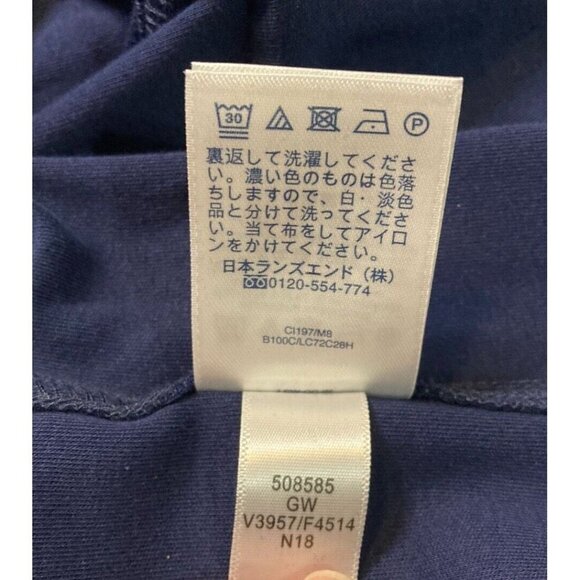 30
P
裏返して洗濯してくださ
い。濃い色のものは色落
ちしますので、白・淡色
品と分けて洗ってくださ
い。当て布をしてアイロ
ンをかけてください。
日本ランズエンド（株）
0120-554-774
CI197/M8
B100C/LC72C28H
508585
GW
V3957/F4514
N18